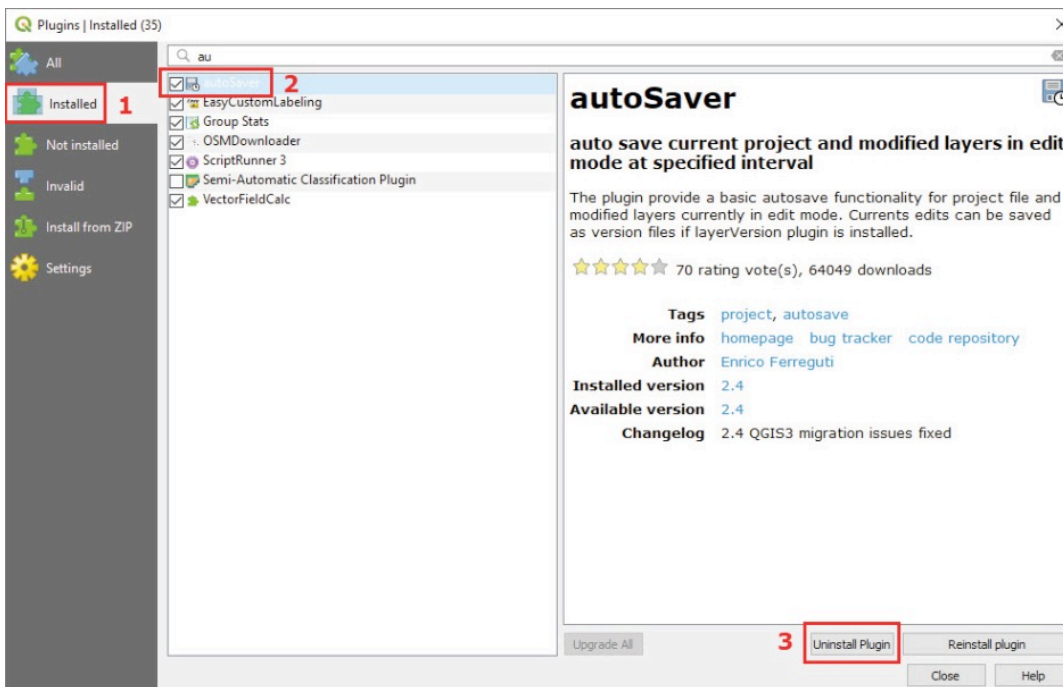 Plugins | Installed (35)
au
All
Installed
1
Not installed
Invalid
Install from ZIP
Settings
autoSaver
2
EasyCustomLabeling
Group Stats
OSMDownloader
ScriptRunner 3
Semi-Automatic Classification Plugin
VectorFieldCalc
autoSaver
auto save current project and modified layers in edit
mode at specified interval
The plugin provide a basic autosave functionality for project file and
modified layers currently in edit mode. Currents edits can be saved
as version files if layerVersion plugin is installed.
70 rating vote(s), 64049 downloads
Tags project, autosave
More info homepage bug tracker code repository
Author Enrico Ferreguti
Installed version 2.4
Available version 2.4
Changelog 2.4 QGIS3 migration issues fixed
Upgrade All
3
Uninstall Plugin
Reinstall plugin
Close
Help